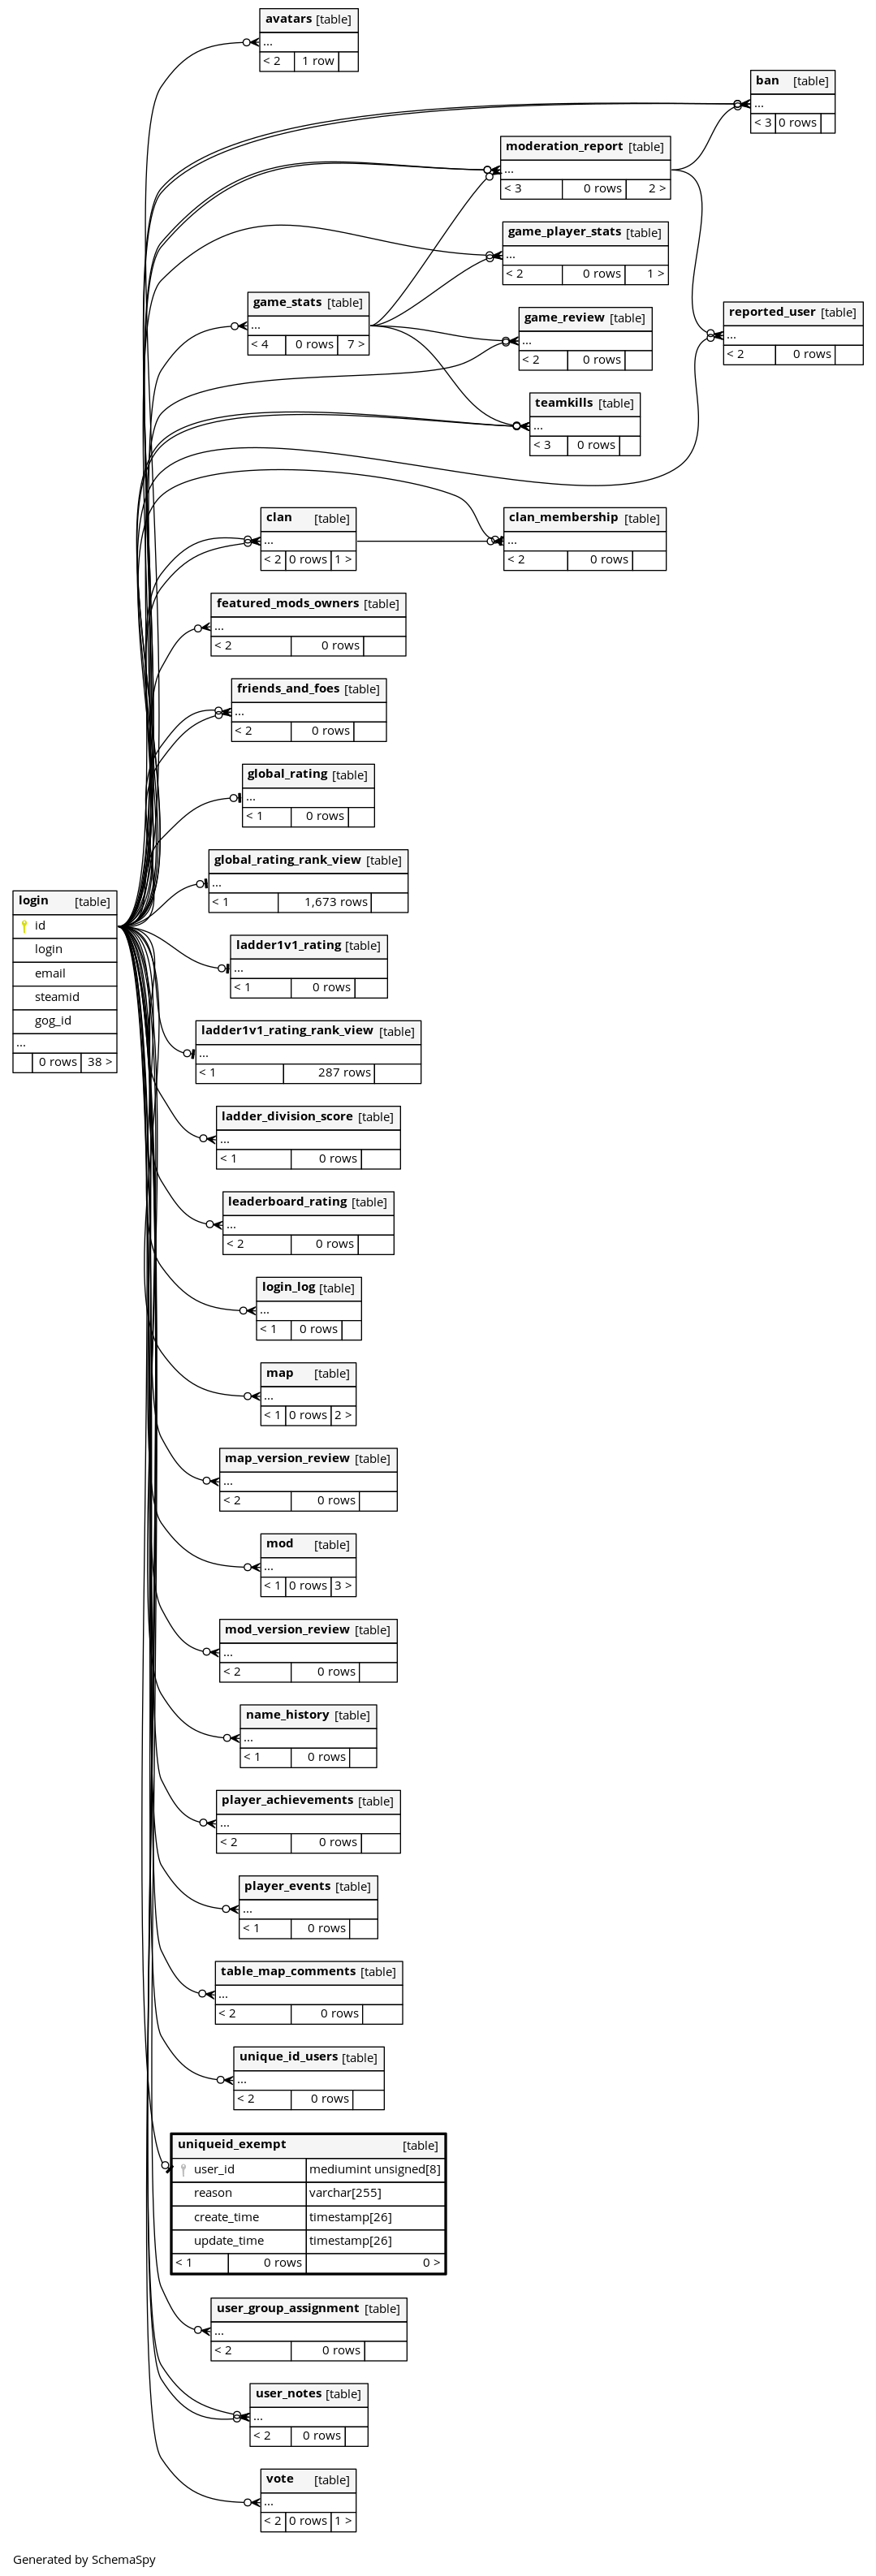 avatars [table]
...
< 2 1 row
ban [table]
...
< 3 0 rows
moderation_report [table]
...
< 3 0 rows 2 >
game_player_stats [table]
...
< 2 0 rows 1 >
game_stats [table]
...
< 4 0 rows 7 >
game_review [table]
...
< 2 0 rows
reported_user [table]
...
< 2 0 rows
teamkills [table]
...
< 3 0 rows
clan [table]
...
< 2 0 rows 1 >
clan_membership [table]
...
< 2 0 rows
featured_mods_owners [table]
...
< 2 0 rows
friends_and_foes [table]
...
< 2 0 rows
global_rating [table]
...
< 1 0 rows
global_rating_rank_view [table]
...
< 1 1,673 rows
login [table]
id
login
email
steamid
gog_id
...
0 rows 38 >
ladder1v1_rating [table]
...
< 1 0 rows
ladder1v1_rating_rank_view [table]
...
< 1 287 rows
ladder_division_score [table]
...
< 1 0 rows
leaderboard_rating [table]
...
< 2 0 rows
login_log [table]
...
< 1 0 rows
map [table]
...
< 1 0 rows 2 >
map_version_review [table]
...
< 2 0 rows
mod [table]
...
< 1 0 rows 3 >
mod_version_review [table]
...
< 2 0 rows
name_history [table]
...
< 1 0 rows
player_achievements [table]
...
< 2 0 rows
player_events [table]
...
< 1 0 rows
table_map_comments [table]
...
< 2 0 rows
unique_id_users [table]
...
< 2 0 rows
uniqueid_exempt [table]
user_id mediumint unsigned[8]
reason varchar[255]
create_time timestamp[26]
update_time timestamp[26]
< 1 0 rows 0 >
user_group_assignment [table]
...
< 2 0 rows
user_notes [table]
...
< 2 0 rows
vote [table]
...
< 2 0 rows 1 >
Generated by SchemaSpy